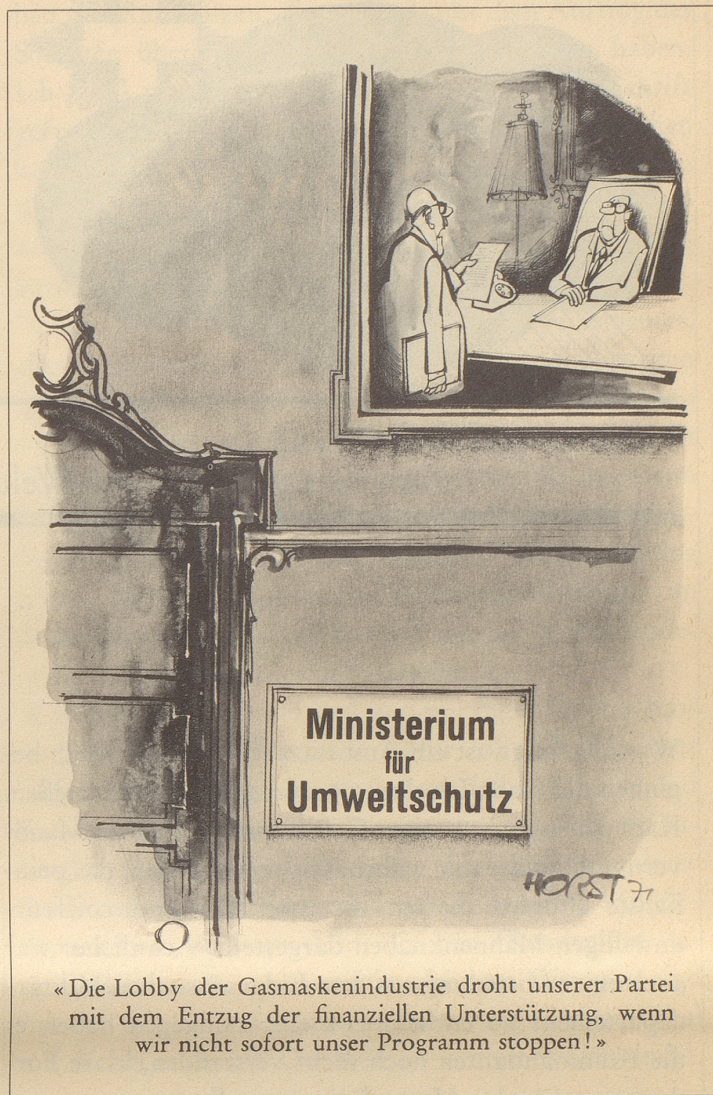 Ministerium
für
Umweltschutz
HORST 71
«Die Lobby der Gasmaskenindustrie droht unserer Partei
mit dem Entzug der finanziellen Unterstützung, wenn
wir nicht sofort unser Programm stoppen!»